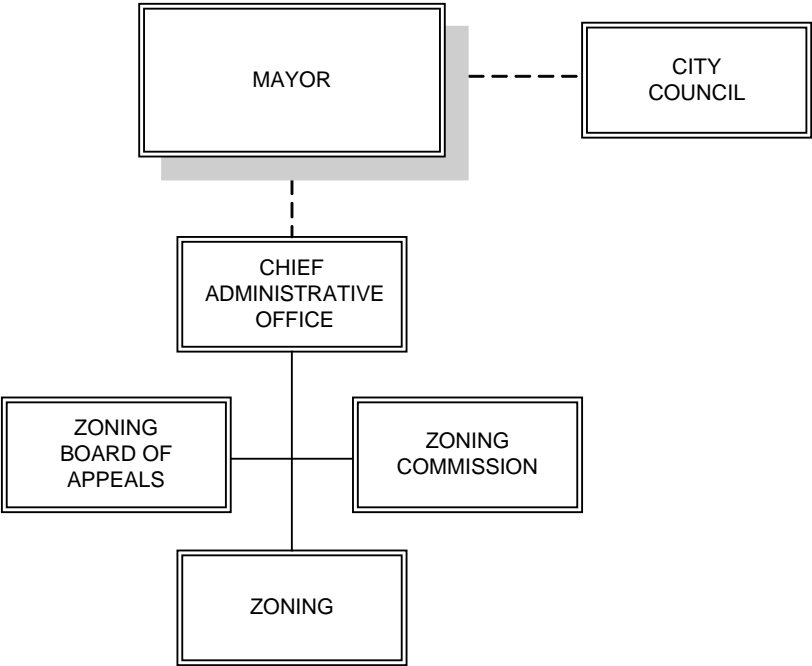 MAYOR
CITY
COUNCIL
CHIEF
ADMINISTRATIVE
OFFICE
ZONING
BOARD OF
APPEALS
ZONING
COMMISSION
ZONING